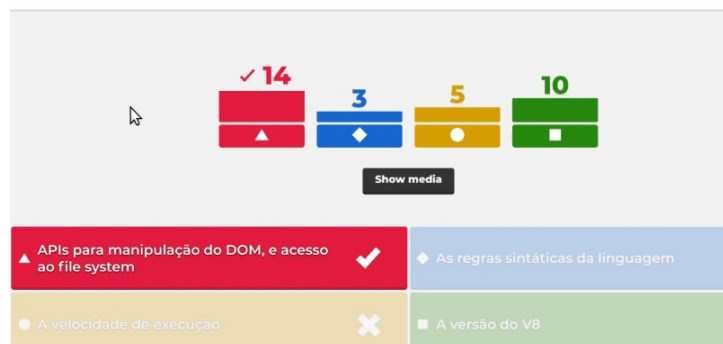 14
3
5
10
Show media
APIs para manipulação do DOM, e acesso
ao file system
As regras sintáticas da linguagem
A velocidade de execução
A versão do V8